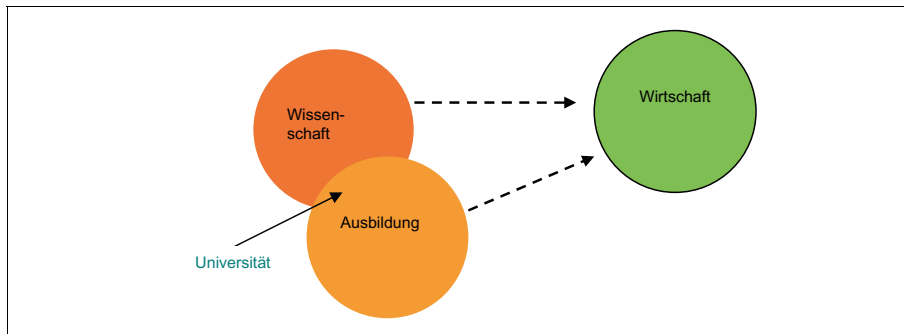 Wissen-
schaft
Wirtschaft
Ausbildung
Universität